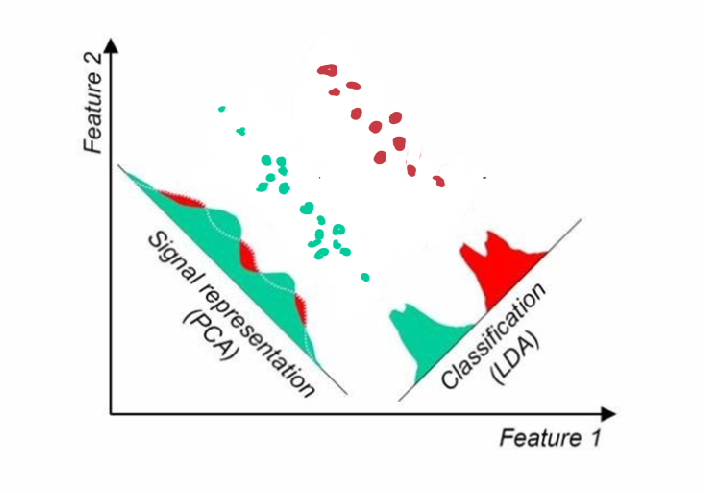 Feature 2
Signal representation
(PCA)
Classification
(LDA)
Feature 1